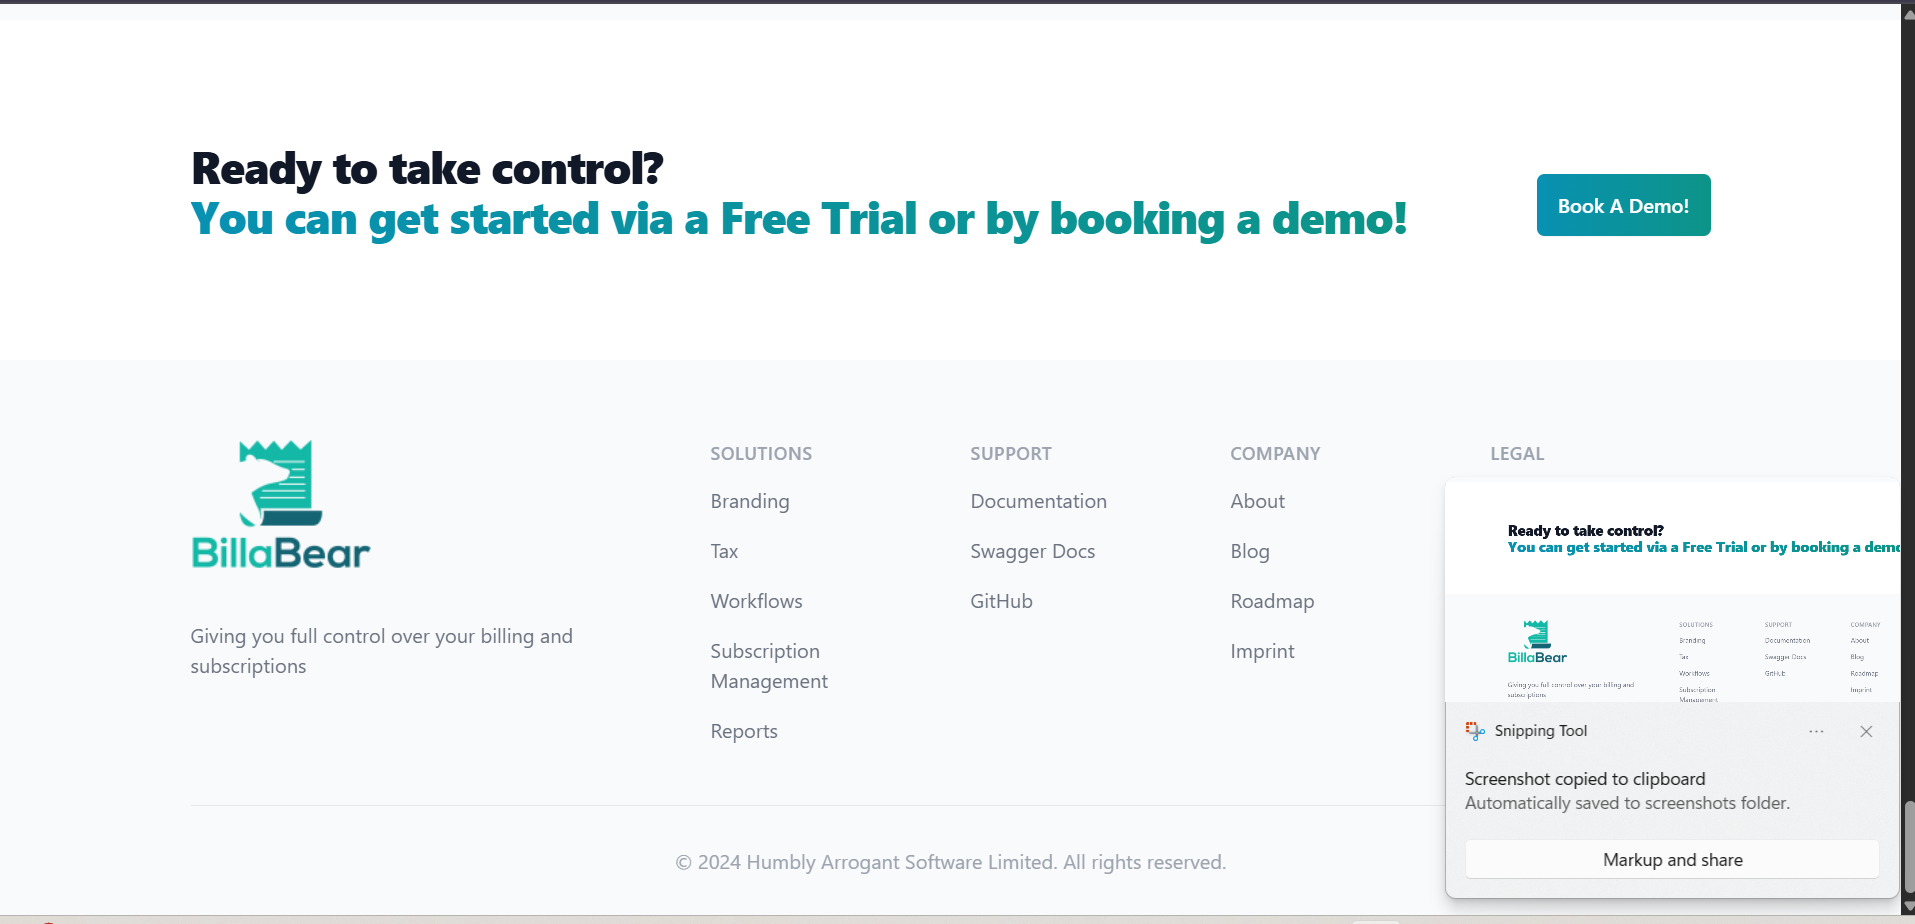 Ready to take control?
You can get started via a Free Trial or by booking a demo!
Book A Demo!
BillaBear
Giving you full control over your billing and
subscriptions
SOLUTIONS
Branding
Tax
Workflows
Subscription
Management
Reports
SUPPORT
Documentation
Swagger Docs
GitHub
COMPANY
About
Blog
Roadmap
Imprint
LEGAL
© 2024 Humbly Arrogant Software Limited. All rights reserved.
Ready to take control?
You can get started via a Free Trial or by booking a demo
BillaBear
Giving you full control over your billing and
subscriptions
SOLUTIONS
Branding
Tax
Workflows
Subscription
Management
SUPPORT
Documentation
Swagger Docs
GitHub
COMPANY
About
Blog
Roadmap
Imprint
Snipping Tool
Screenshot copied to clipboard
Automatically saved to screenshots folder.
Markup and share